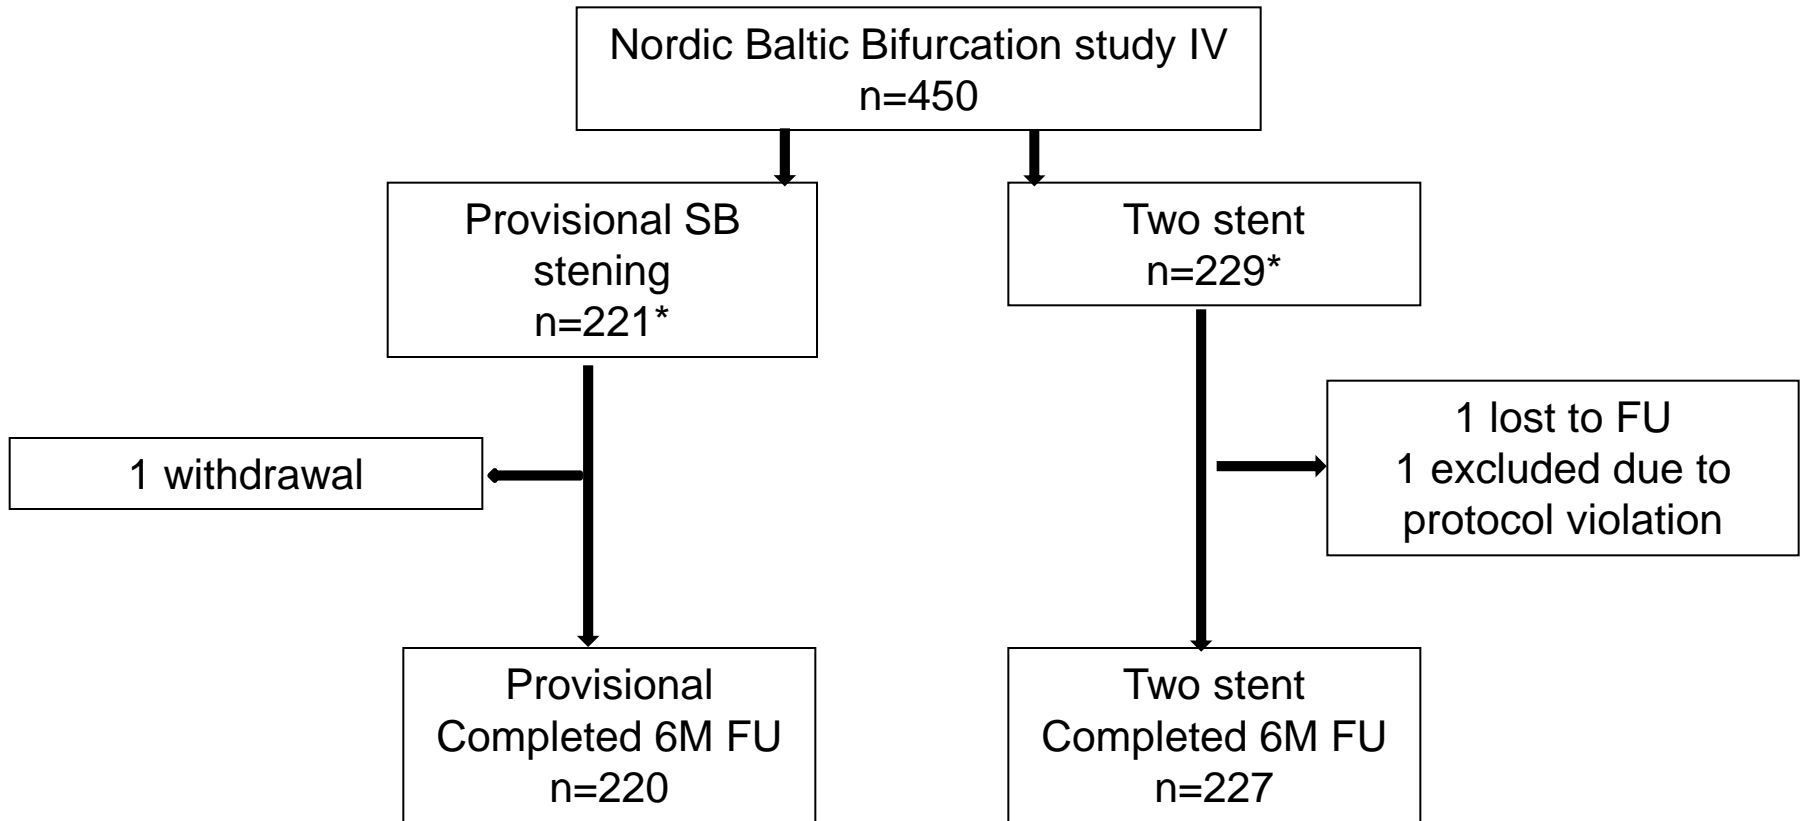 Nordic Baltic Bifurcation study IV
n=450
Provisional SB
stening
n=221*
Two stent
n=229*
1 withdrawal
1 lost to FU
1 excluded due to
protocol violation
Provisional
Completed 6M FU
n=220
Two stent
Completed 6M FU
n=227